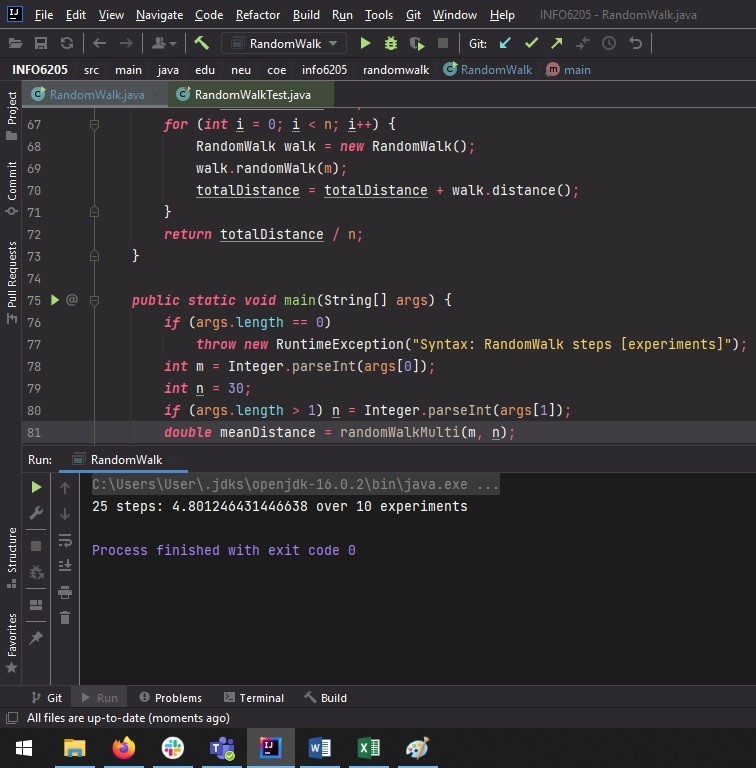 File Edit View Navigate Code Refactor Build Run Tools Git Window Help INFO6205 - RandomWalk.java
RandomWalk Git:
INFO6205 src main java edu neu coe info6205 randomwalk RandomWalk main
RandomWalk.java RandomWalkTest.java
Project
Commit
Pull Requests
67 for (int i = 0; i < n; i++) {
68 RandomWalk walk = new RandomWalk();
69 walk.randomWalk(m);
70 totalDistance = totalDistance + walk.distance();
71 }
72 return totalDistance / n;
73 }
74
75 @ public static void main(String[] args) {
76 if (args.length == 0)
77 throw new RuntimeException("Syntax: RandomWalk steps [experiments]");
78 int m = Integer.parseInt(args[0]);
79 int n = 30;
80 if (args.length > 1) n = Integer.parseInt(args[1]);
81 double meanDistance = randomWalkMulti(m, n);
Run: RandomWalk
C:\Users\User\.jdks\openjdk-16.0.2\bin\java.exe ...
25 steps: 4.801246431446638 over 10 experiments
Process finished with exit code 0
Structure
Favorites
Git Run Problems Terminal Build
All files are up-to-date (moments ago)